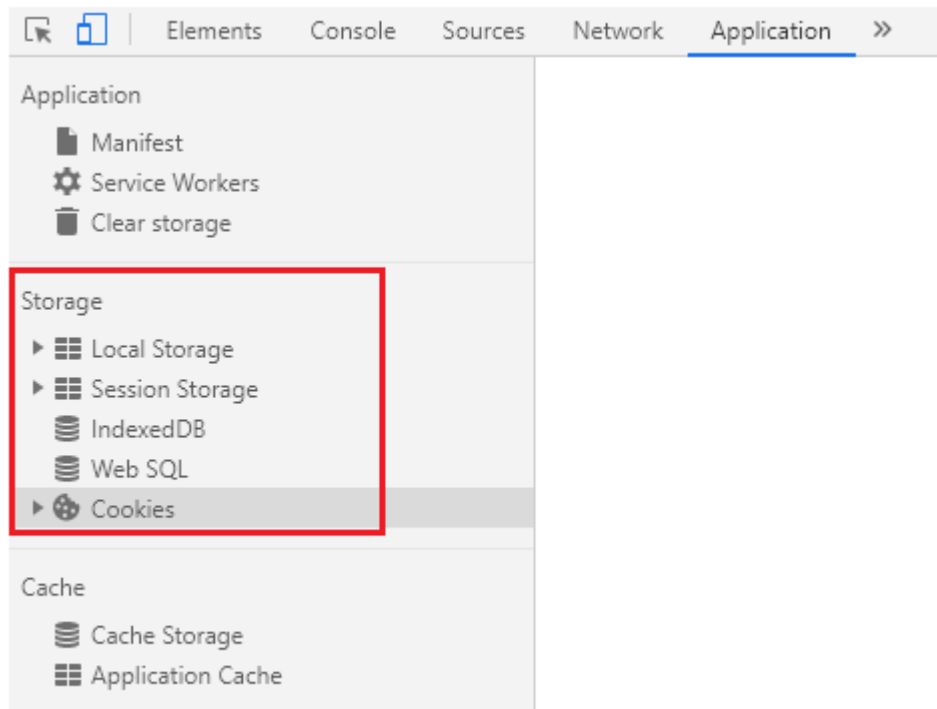 Elements Console Sources Network Application »
Application
Manifest
Service Workers
Clear storage
Storage
Local Storage
Session Storage
IndexedDB
Web SQL
Cookies
Cache
Cache Storage
Application Cache